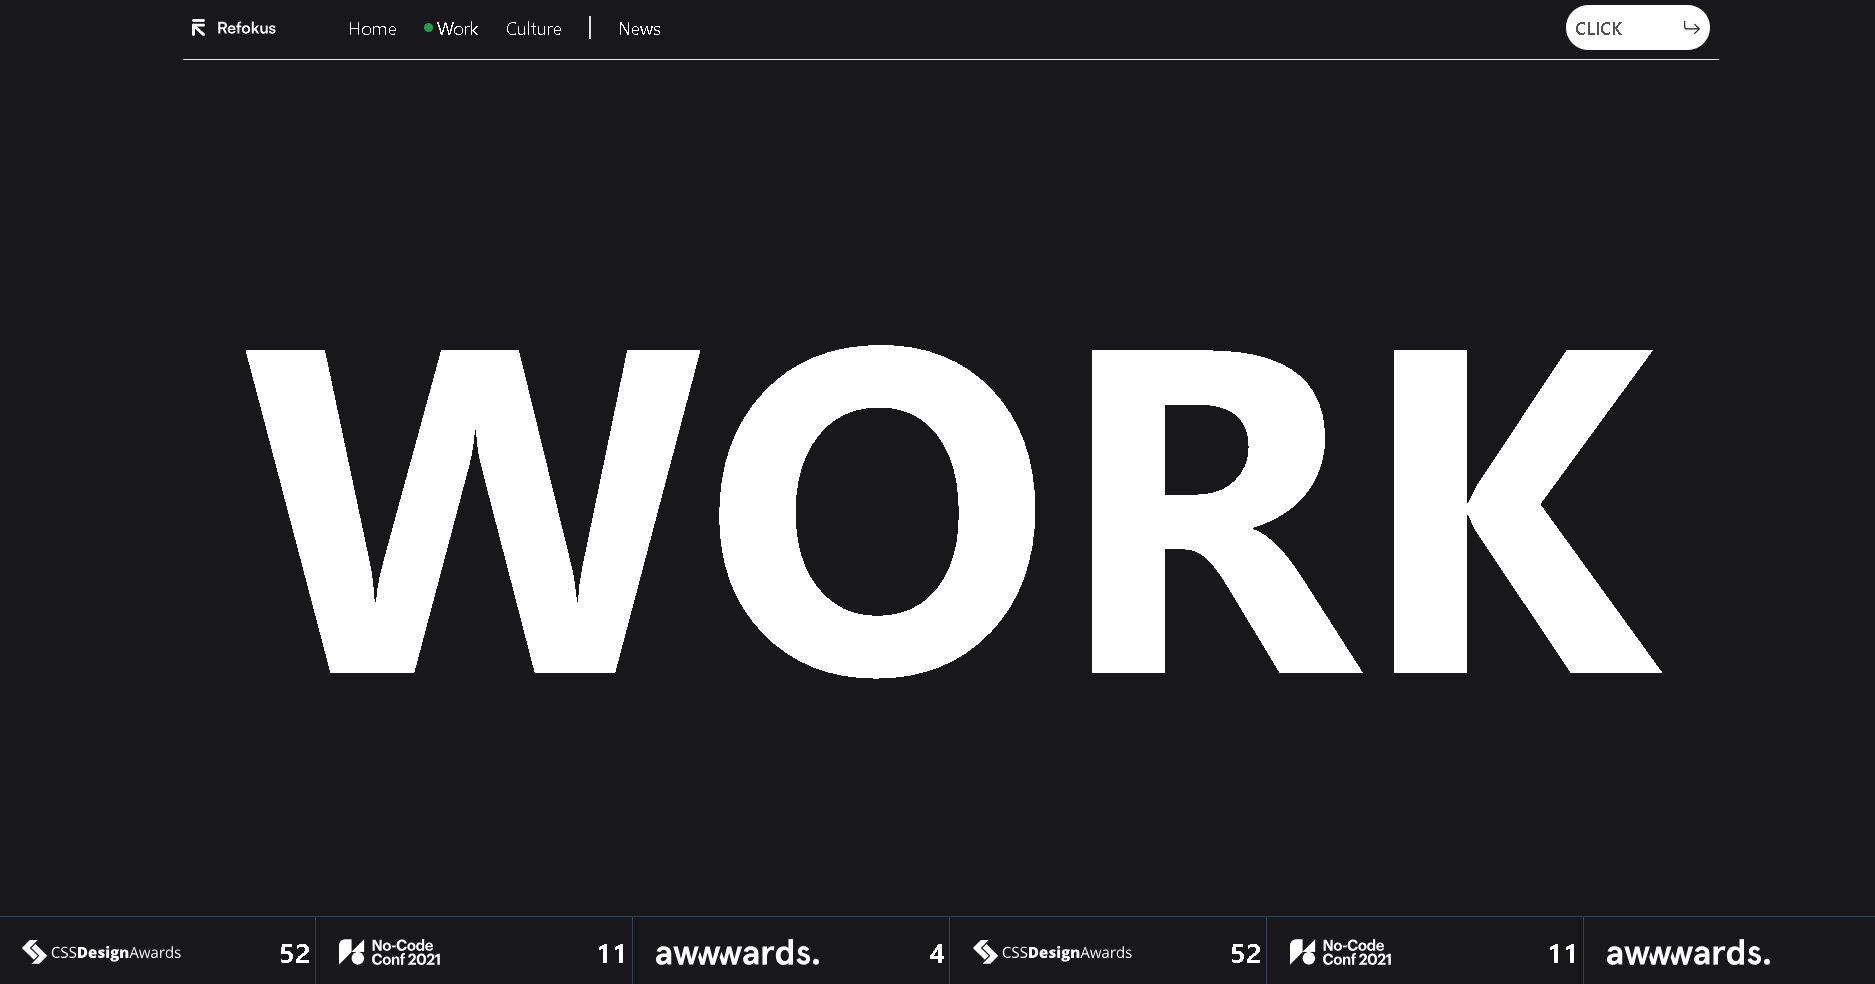 Refokus Home Work Culture News CLICK
WORK
CSSDesignAwards 52
No-Code
Conf 2021 11
awwwards. 4
CSSDesignAwards 52
No-Code
Conf 2021 11
awwwards.